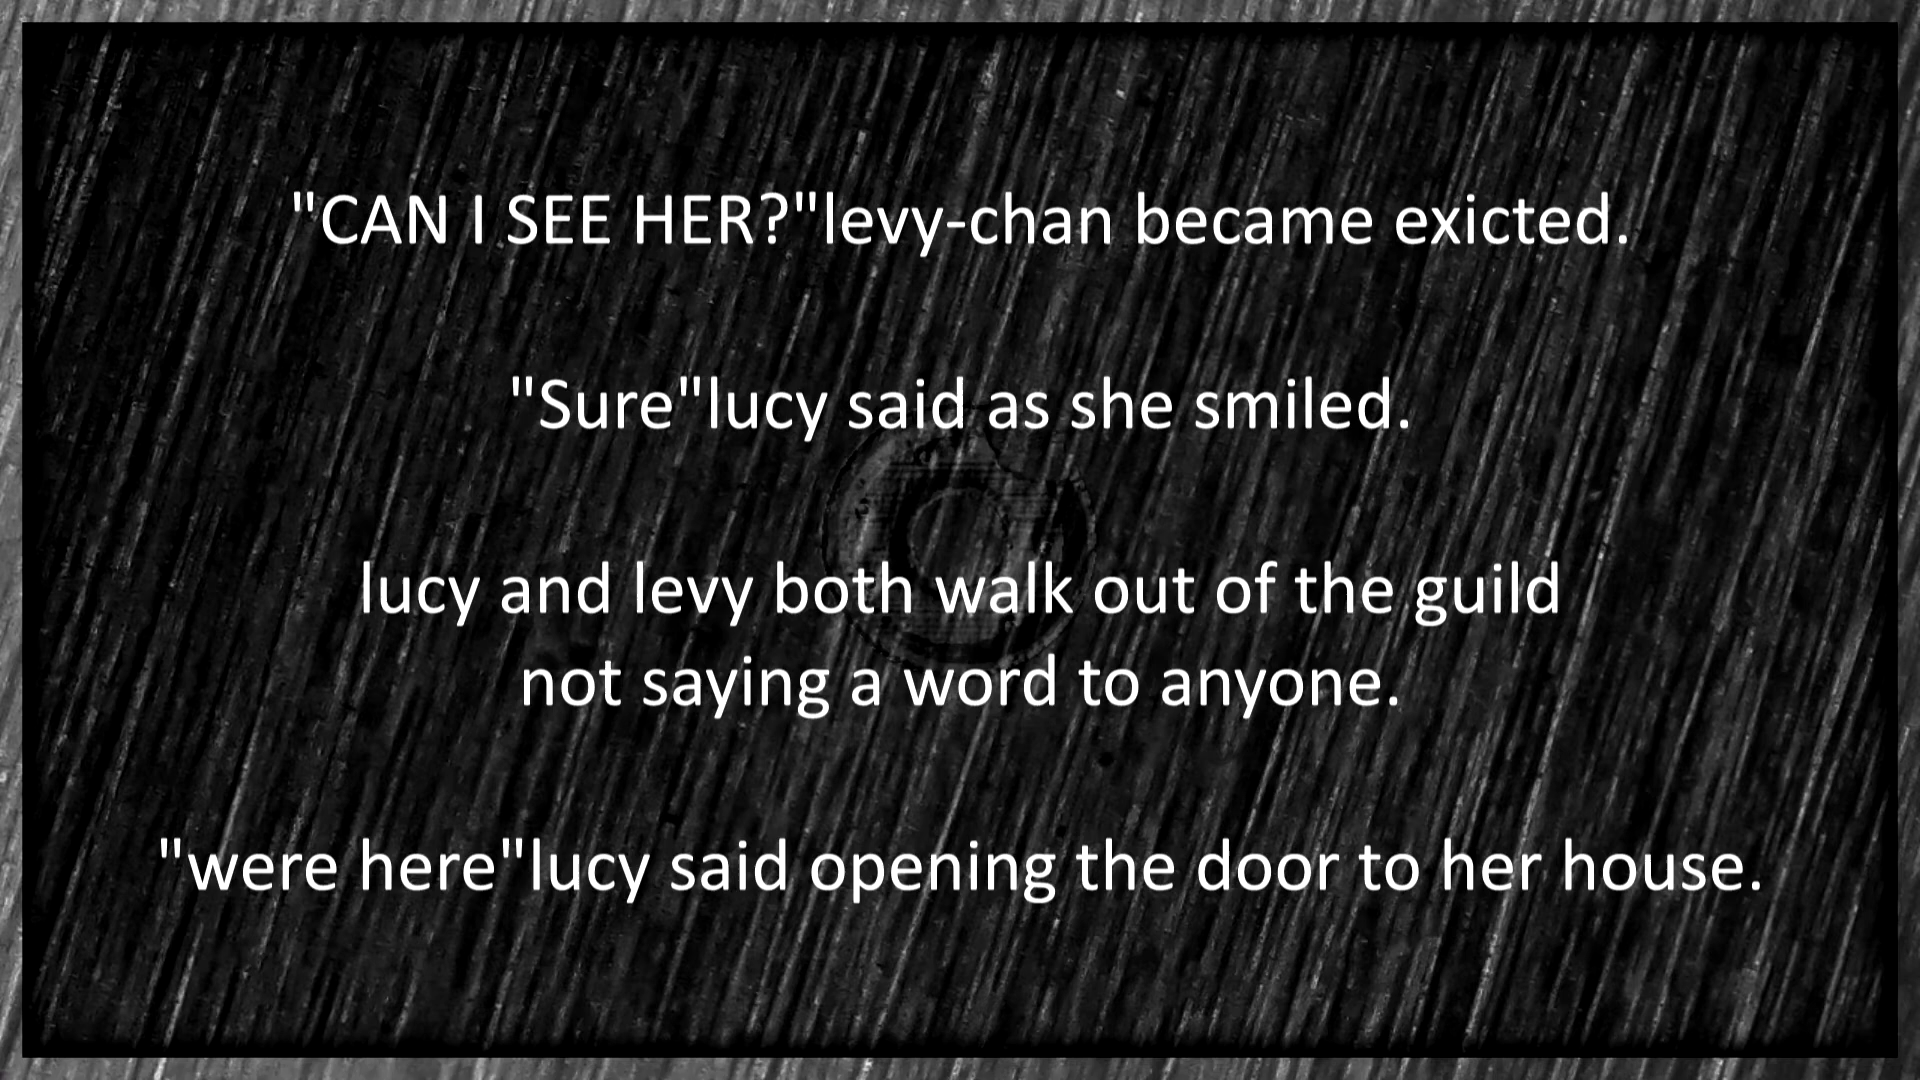 "CAN I SEE HER?"levy-chan became exicted.
"Sure"lucy said as she smiled.
lucy and levy both walk out of the guild
not saying a word to anyone.
"were here"lucy said opening the door to her house.